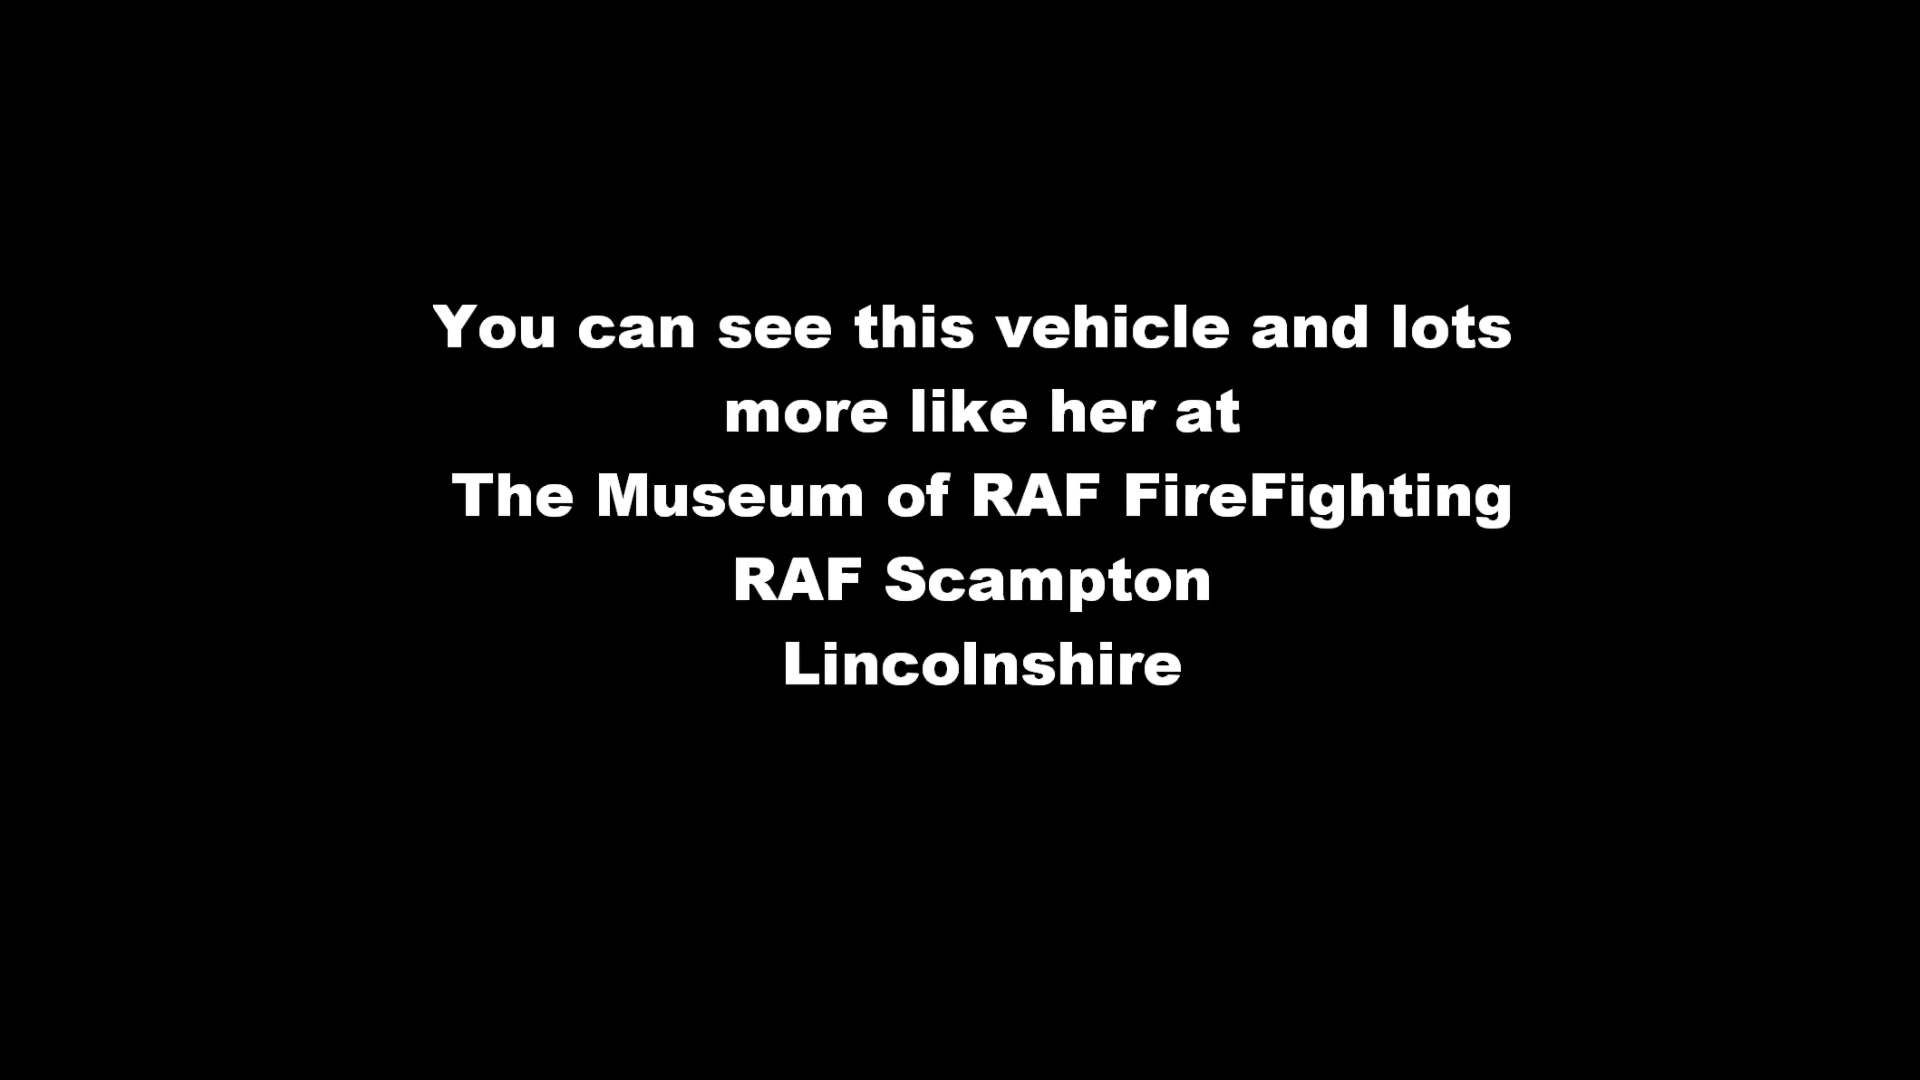 You can see this vehicle and lots
more like her at
The Museum of RAF FireFighting
RAF Scampton
Lincolnshire